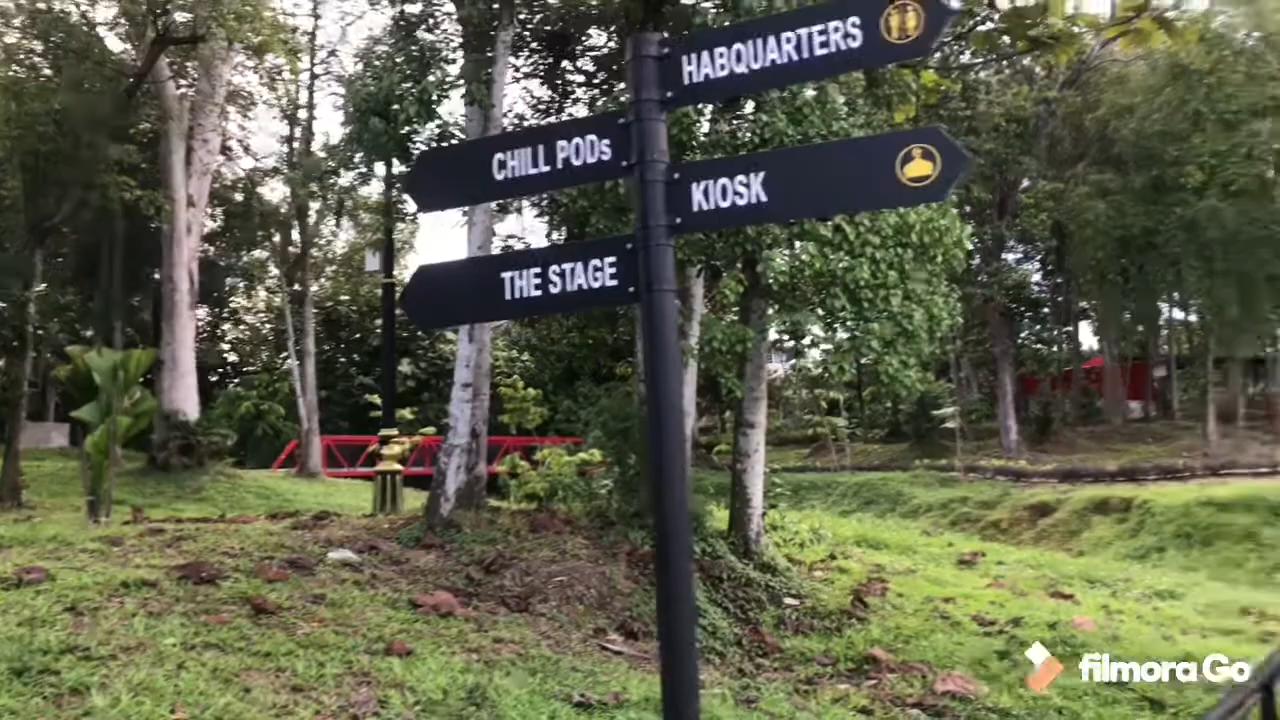 HABQUARTERS
CHILL PODs
KIOSK
THE STAGE
filmora Go